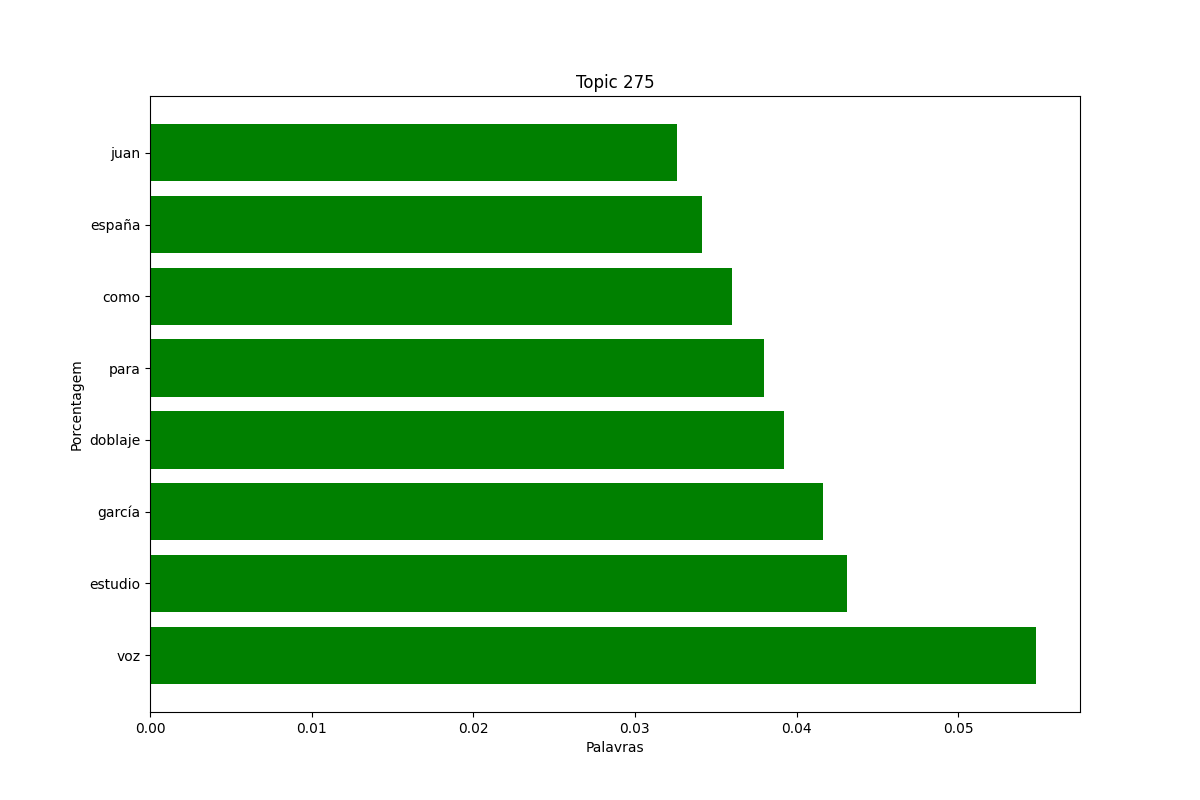 Topic 275
juan
españa
como
para
doblaje
garcía
estudio
voz
Porcentagem
0.00 0.01 0.02 0.03 0.04 0.05
Palavras